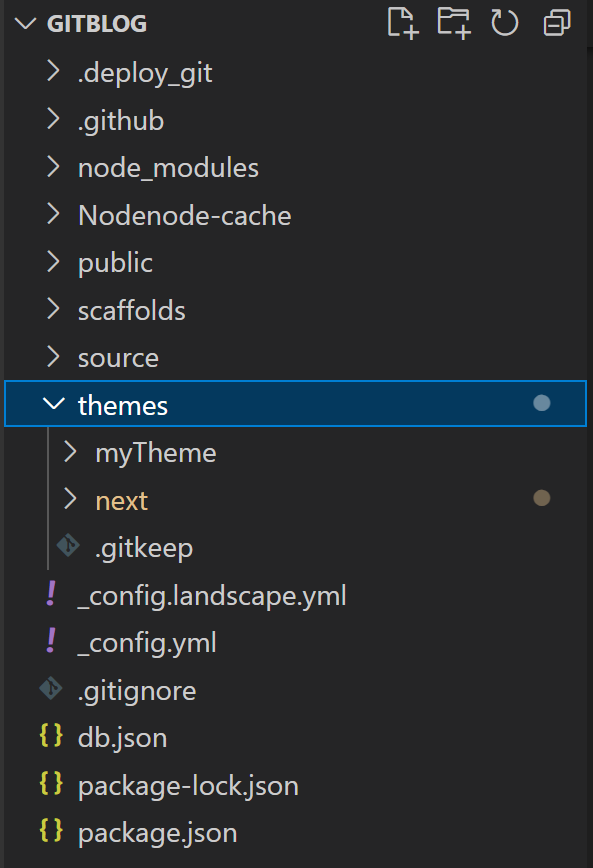 GITBLOG
.deploy_git
.github
node_modules
Nodenode-cache
public
scaffolds
source
themes
myTheme
next
.gitkeep
_config.landscape.yml
_config.yml
.gitignore
db.json
package-lock.json
package.json